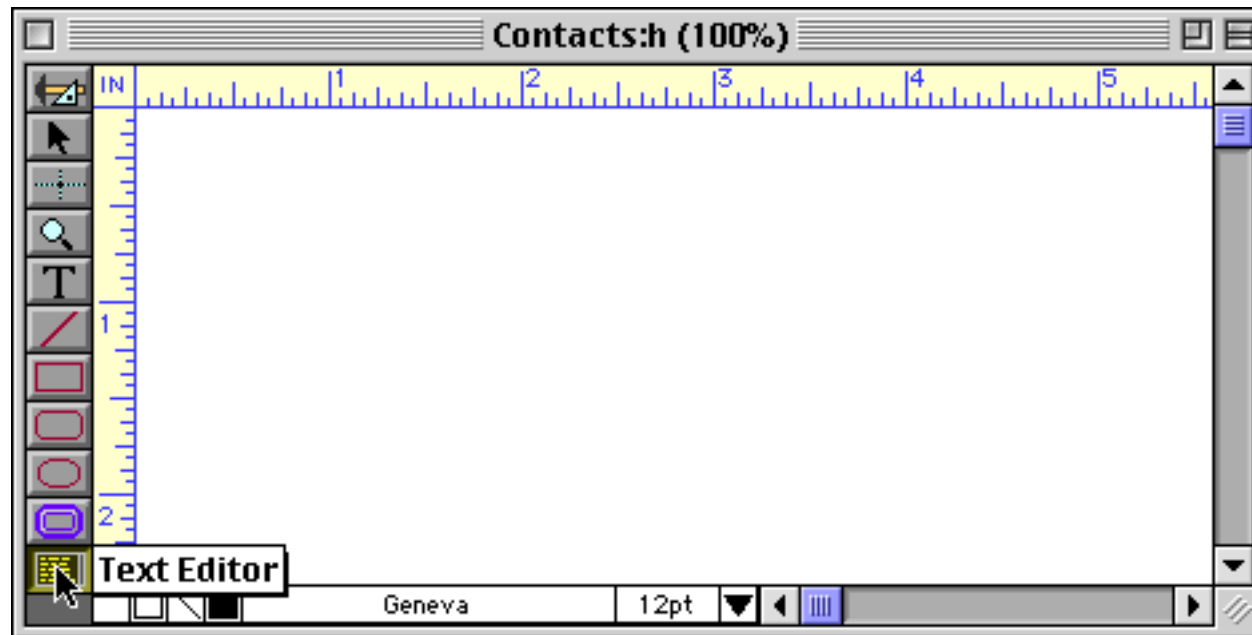 Contacts:h (100%)
IN 1 2 3 4 5
T
1
2
Text Editor
Geneva 12pt